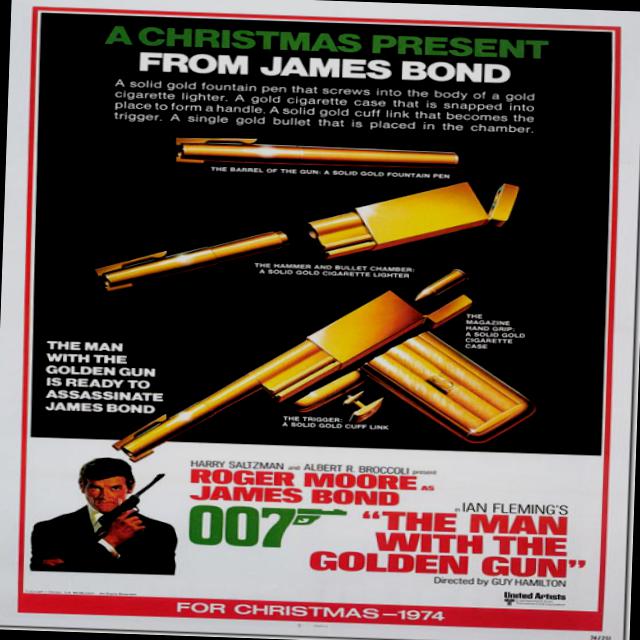 A CHRISTMAS PRESENT
FROM JAMES BOND
A solid gold fountain pen that screws into the body of a gold
cigarette lighter. A gold cigarette case that is snapped into
place to form a handle. A solid gold cuff link that becomes the
trigger. A single gold bullet that is placed in the chamber.
THE BARREL OF THE GUN: A SOLID GOLD FOUNTAIN PEN
THE HAMMER AND BULLET CHAMBER:
A SOLID GOLD CIGARETTE LIGHTER
THE
MAGAZINE
HAND GRIP:
A SOLID GOLD
CIGARETTE
CASE
THE MAN
WITH THE
GOLDEN GUN
IS READY TO
ASSASSINATE
JAMES BOND
THE TRIGGER:
A SOLID GOLD CUFF LINK
HARRY SALTZMAN and ALBERT R. BROCCOLI present
ROGER MOORE AS
JAMES BOND
007
in IAN FLEMING'S
"THE MAN
WITH THE
GOLDEN GUN"
Directed by GUY HAMILTON
United Artists
FOR CHRISTMAS—1974